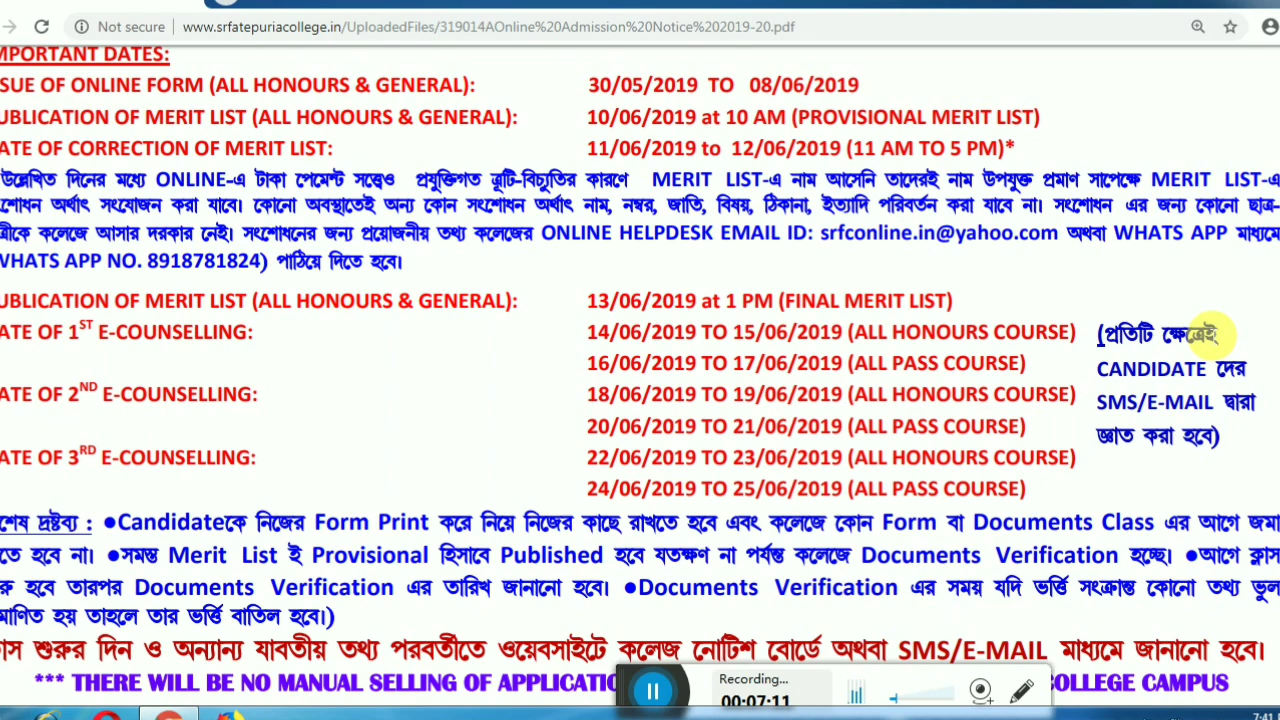 Not secure www.srfatepuriacollege.in/UploadedFiles/319014AOnline%20Admission%20Notice%202019-20.pdf
MPORTANT DATES:
SUE OF ONLINE FORM (ALL HONOURS & GENERAL): 30/05/2019 TO 08/06/2019
UBLICATION OF MERIT LIST (ALL HONOURS & GENERAL): 10/06/2019 at 10 AM (PROVISIONAL MERIT LIST)
ATE OF CORRECTION OF MERIT LIST: 11/06/2019 to 12/06/2019 (11 AM TO 5 PM)*
উল্লেখিত দিনের মধ্যে ONLINE-এ টাকা পেমেন্ট সত্ত্বেও প্রযুক্তিগত ত্রূটি-বিচ্যুতির কারণে MERIT LIST-এ নাম আসেনি তাদেরই নাম উপযুক্ত প্রমাণ সাপেক্ষে MERIT LIST-এ
ংশোধন অর্থাৎ সংযোজন করা যাবে। কোনো অবস্থাতেই অন্য কোন সংশোধন অর্থাৎ নাম, নম্বর, জাতি, বিষয়, ঠিকানা, ইত্যাদি পরিবর্তন করা যাবে না। সংশোধন এর জন্য কোনো ছাত্র-
ত্রীকে কলেজে আসার দরকার নেই। সংশোধনের জন্য প্রয়োজনীয় তথ্য কলেজের ONLINE HELPDESK EMAIL ID: srfconline.in@yahoo.com অথবা WHATS APP মাধ্যমে
WHATS APP NO. 8918781824) পাঠিয়ে দিতে হবে।
UBLICATION OF MERIT LIST (ALL HONOURS & GENERAL): 13/06/2019 at 1 PM (FINAL MERIT LIST)
ATE OF 1ST E-COUNSELLING: 14/06/2019 TO 15/06/2019 (ALL HONOURS COURSE) (প্রতিটি ক্ষেত্রেই
16/06/2019 TO 17/06/2019 (ALL PASS COURSE) CANDIDATE দের
ATE OF 2ND E-COUNSELLING: 18/06/2019 TO 19/06/2019 (ALL HONOURS COURSE) SMS/E-MAIL দ্বারা
20/06/2019 TO 21/06/2019 (ALL PASS COURSE) জ্ঞাত করা হবে)
ATE OF 3RD E-COUNSELLING: 22/06/2019 TO 23/06/2019 (ALL HONOURS COURSE)
24/06/2019 TO 25/06/2019 (ALL PASS COURSE)
শেষ দ্রষ্টব্য : ●Candidateকে নিজের Form Print করে নিয়ে নিজের কাছে রাখতে হবে এবং কলেজে কোন Form বা Documents Class এর আগে জমা
তে হবে না। ●সমস্ত Merit List ই Provisional হিসাবে Published হবে যতক্ষণ না পর্যন্ত কলেজে Documents Verification হচ্ছে। ●আগে ক্লাস
রু হবে তারপর Documents Verification এর তারিখ জানানো হবে। ●Documents Verification এর সময় যদি ভর্ত্তি সংক্রান্ত কোনো তথ্য ভুল
মাণিত হয় তাহলে তার ভর্ত্তি বাতিল হবে।)
াস শুরুর দিন ও অন্যান্য যাবতীয় তথ্য পরবর্তীতে ওয়েবসাইটে কলেজ নোটিশ বোর্ডে অথবা SMS/E-MAIL মাধ্যমে জানানো হবে।
*** THERE WILL BE NO MANUAL SELLING OF APPLICATIO COLLEGE CAMPUS
Recording...
00:07:11
7:41